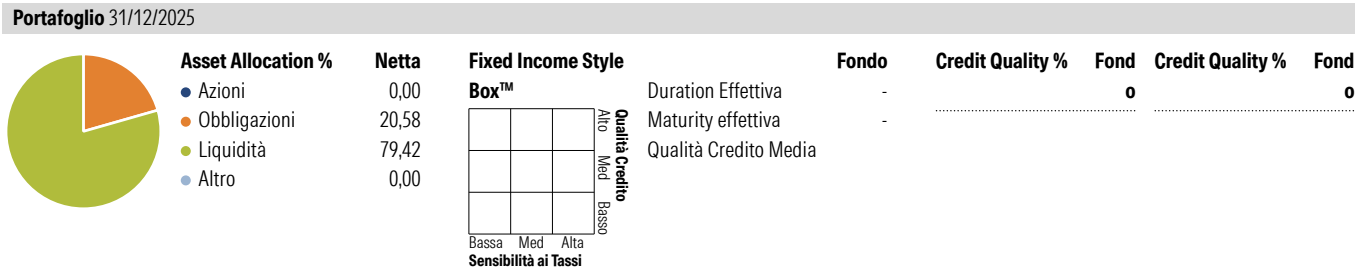 Portafoglio 31/12/2025
Asset Allocation % Netta
Azioni 0,00
Obbligazioni 20,58
Liquidità 79,42
Altro 0,00
Fixed Income Style
Box™
Alto Med Basso
Qualità Credito
Bassa Med Alta
Sensibilità ai Tassi
Fondo
Duration Effettiva -
Maturity effettiva -
Qualità Credito Media
Credit Quality % Fond
o
Credit Quality % Fond
o